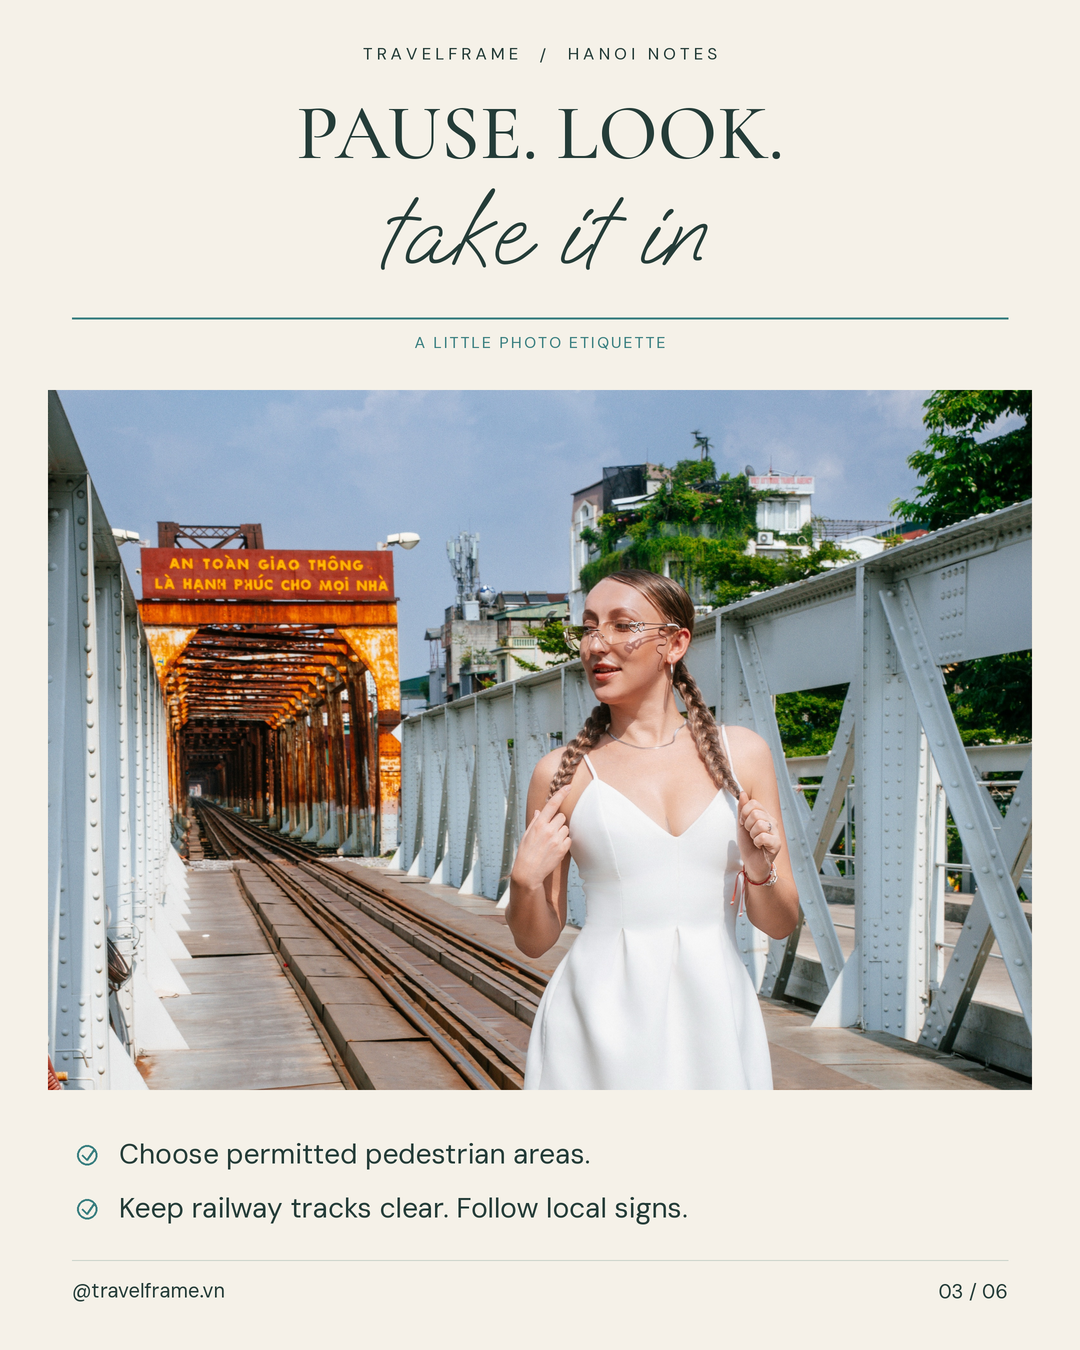 TRAVELFRAME / HANOI NOTES
PAUSE. LOOK.
take it in
A LITTLE PHOTO ETIQUETTE
AN TOÀN GIAO THÔNG
LÀ HẠNH PHÚC CHO MỌI NHÀ
Choose permitted pedestrian areas.
Keep railway tracks clear. Follow local signs.
@travelframe.vn
03 / 06